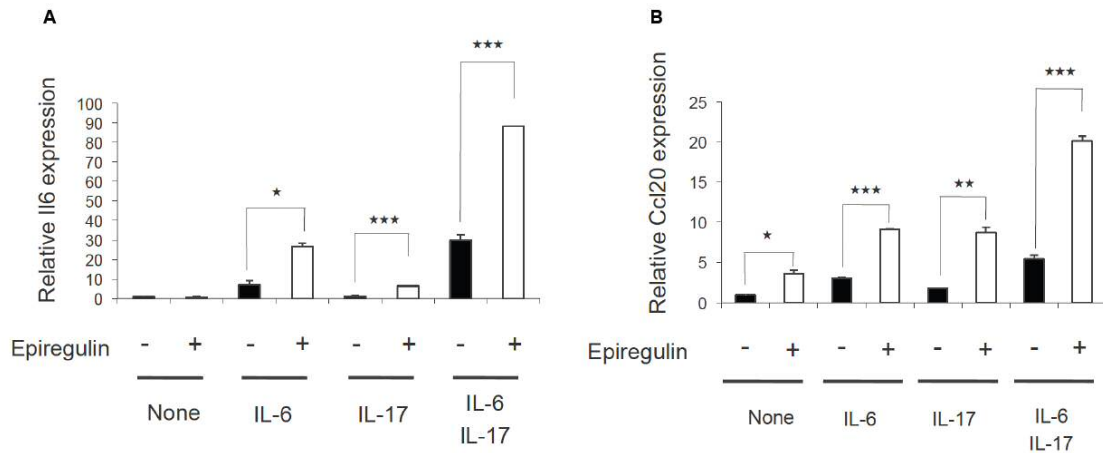 A
Relative Il6 expression
100
90
80
70
60
50
40
30
20
10
0
★
★★★
★★★
Epiregulin - + - + - + - +
None IL-6 IL-17 IL-6
IL-17
B
Relative Ccl20 expression
25
20
15
10
5
0
★
★★★
★★
★★★
Epiregulin - + - + - + - +
None IL-6 IL-17 IL-6
IL-17